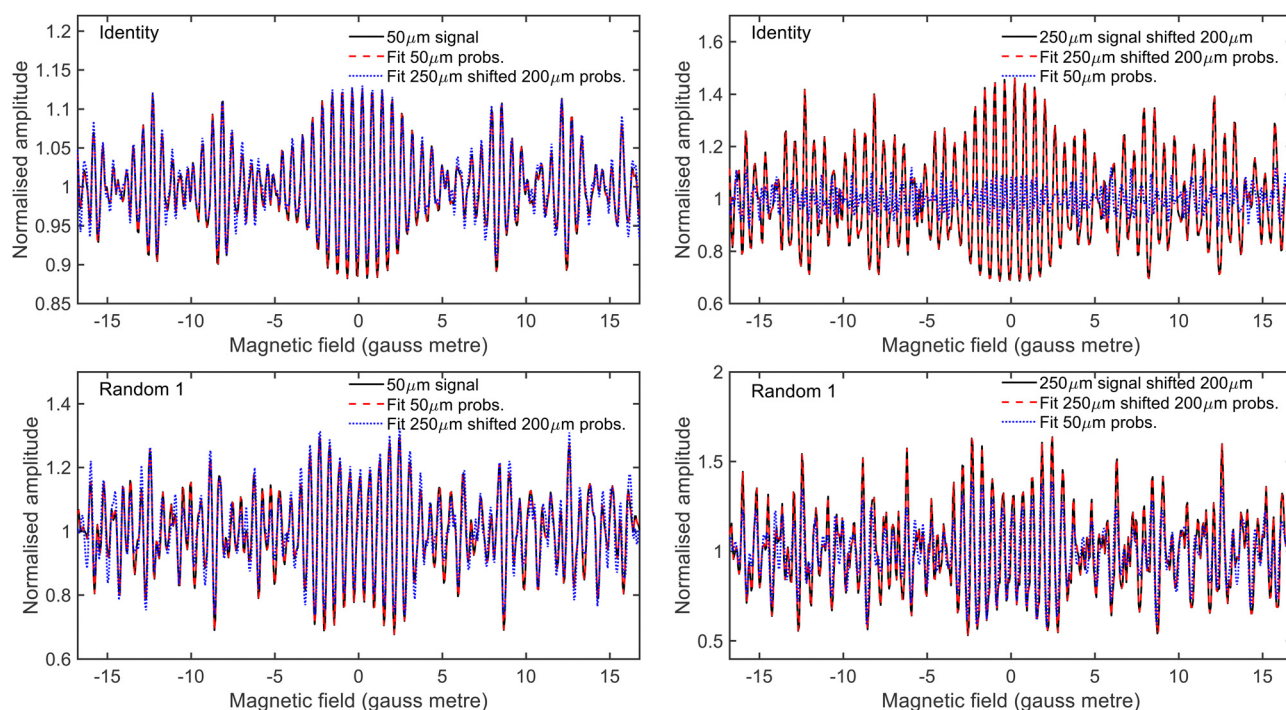 Identity
50μm signal
Fit 50μm probs.
Fit 250μm shifted 200μm probs.
1.2
1.15
1.1
1.05
1
0.95
0.9
0.85
Normalised amplitude
-15 -10 -5 0 5 10 15
Magnetic field (gauss metre)
Identity
250μm signal shifted 200μm
Fit 250μm shifted 200μm probs.
Fit 50μm probs.
1.6
1.4
1.2
1
0.8
0.6
Normalised amplitude
-15 -10 -5 0 5 10 15
Magnetic field (gauss metre)
Random 1
50μm signal
Fit 50μm probs.
Fit 250μm shifted 200μm probs.
1.4
1.2
1
0.8
0.6
Normalised amplitude
-15 -10 -5 0 5 10 15
Magnetic field (gauss metre)
Random 1
250μm signal shifted 200μm
Fit 250μm shifted 200μm probs.
Fit 50μm probs.
2
1.5
1
0.5
Normalised amplitude
-15 -10 -5 0 5 10 15
Magnetic field (gauss metre)